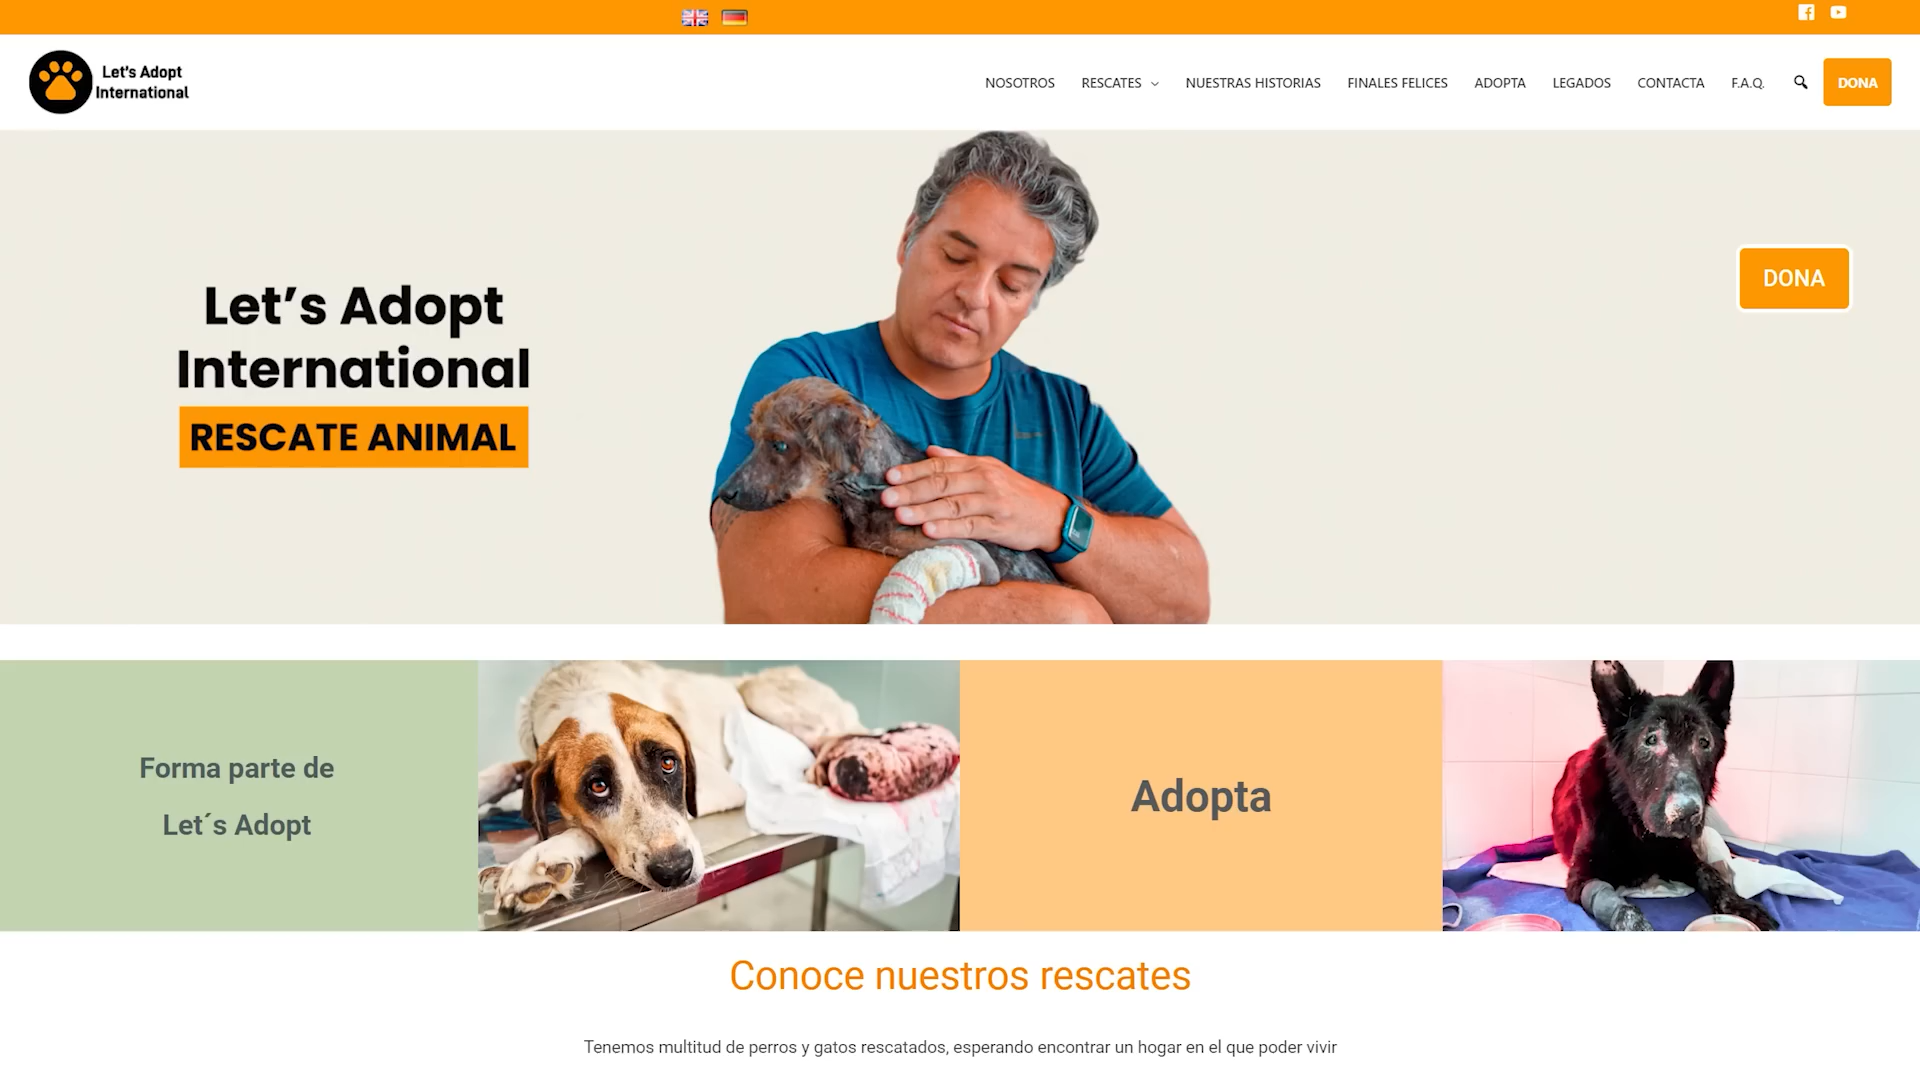 Let's Adopt
International
NOSOTROS
RESCATES
NUESTRAS HISTORIAS
FINALES FELICES
ADOPTA
LEGADOS
CONTACTA
F.A.Q.
DONA
Let’s Adopt
International
RESCATE ANIMAL
DONA
Forma parte de
Let´s Adopt
Adopta
Conoce nuestros rescates
Tenemos multitud de perros y gatos rescatados, esperando encontrar un hogar en el que poder vivir